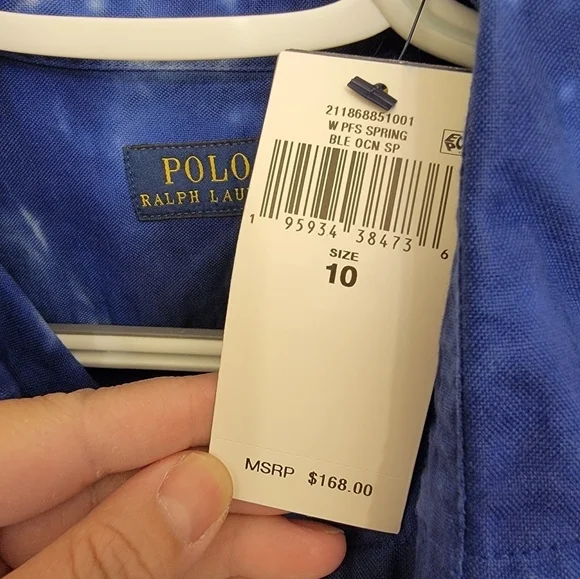 POLO
RALPH LAU
211868851001
W PFS SPRING
BLE OCN SP
1 95934 38473 6
SIZE
10
MSRP $168.00